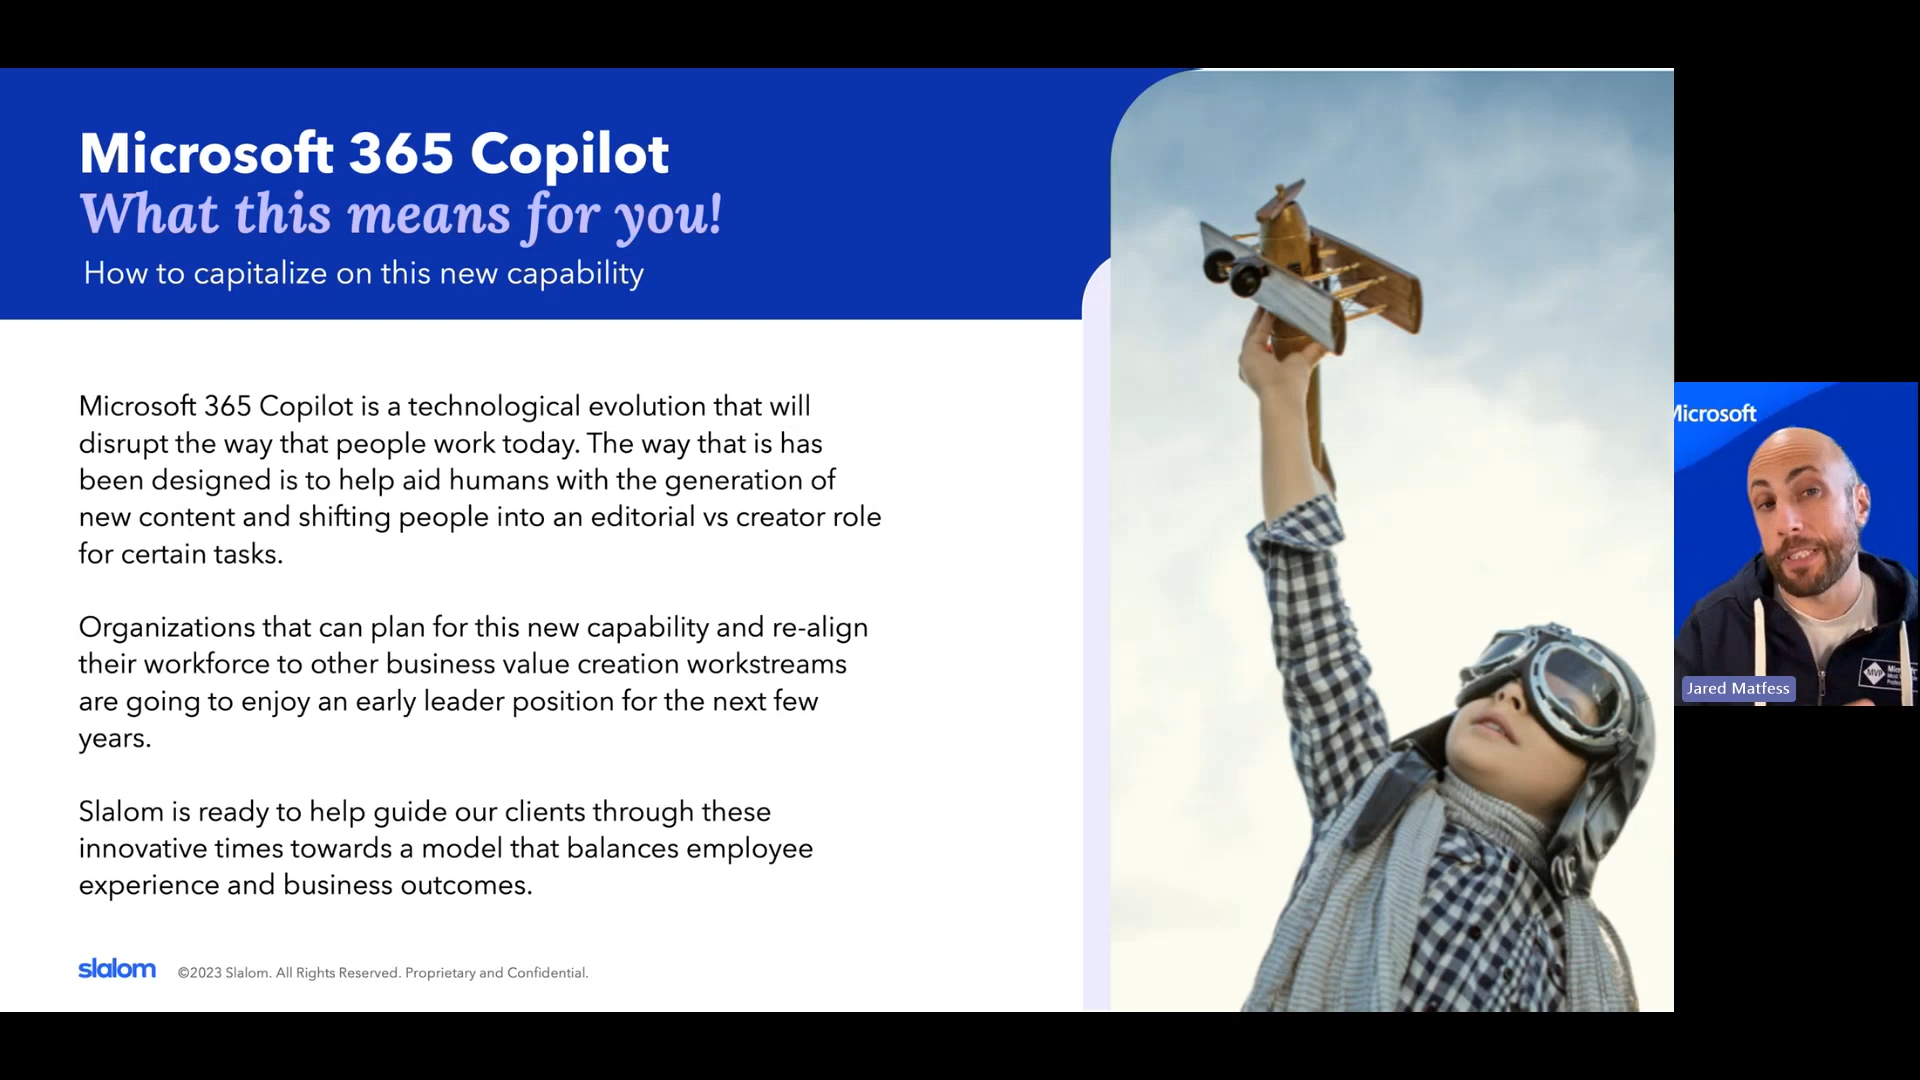 Microsoft 365 Copilot
What this means for you!
How to capitalize on this new capability
Microsoft 365 Copilot is a technological evolution that will
disrupt the way that people work today. The way that is has
been designed is to help aid humans with the generation of
new content and shifting people into an editorial vs creator role
for certain tasks.
Organizations that can plan for this new capability and re-align
their workforce to other business value creation workstreams
are going to enjoy an early leader position for the next few
years.
Slalom is ready to help guide our clients through these
innovative times towards a model that balances employee
experience and business outcomes.
slalom ©2023 Slalom. All Rights Reserved. Proprietary and Confidential.
Microsoft
MVP
Jared Matfess